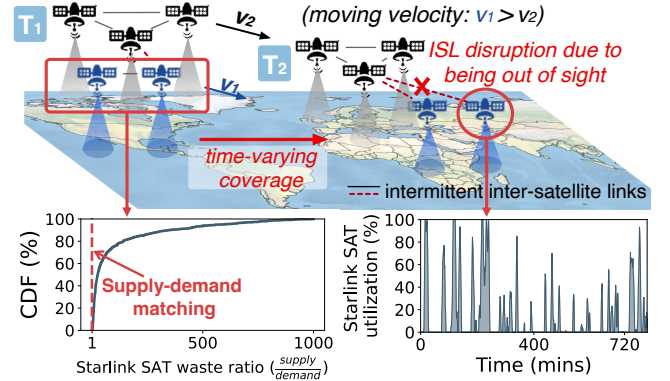 T1
v2
(moving velocity: v1 > v2)
T2
ISL disruption due to
being out of sight
v1
time-varying
coverage
intermittent inter-satellite links
CDF (%)
100
80
60
40
20
0
Supply-demand
matching
1
500
1000
Starlink SAT waste ratio (supply/demand)
Starlink SAT
utilization (%)
100
80
60
40
20
0
0
400
720
Time (mins)